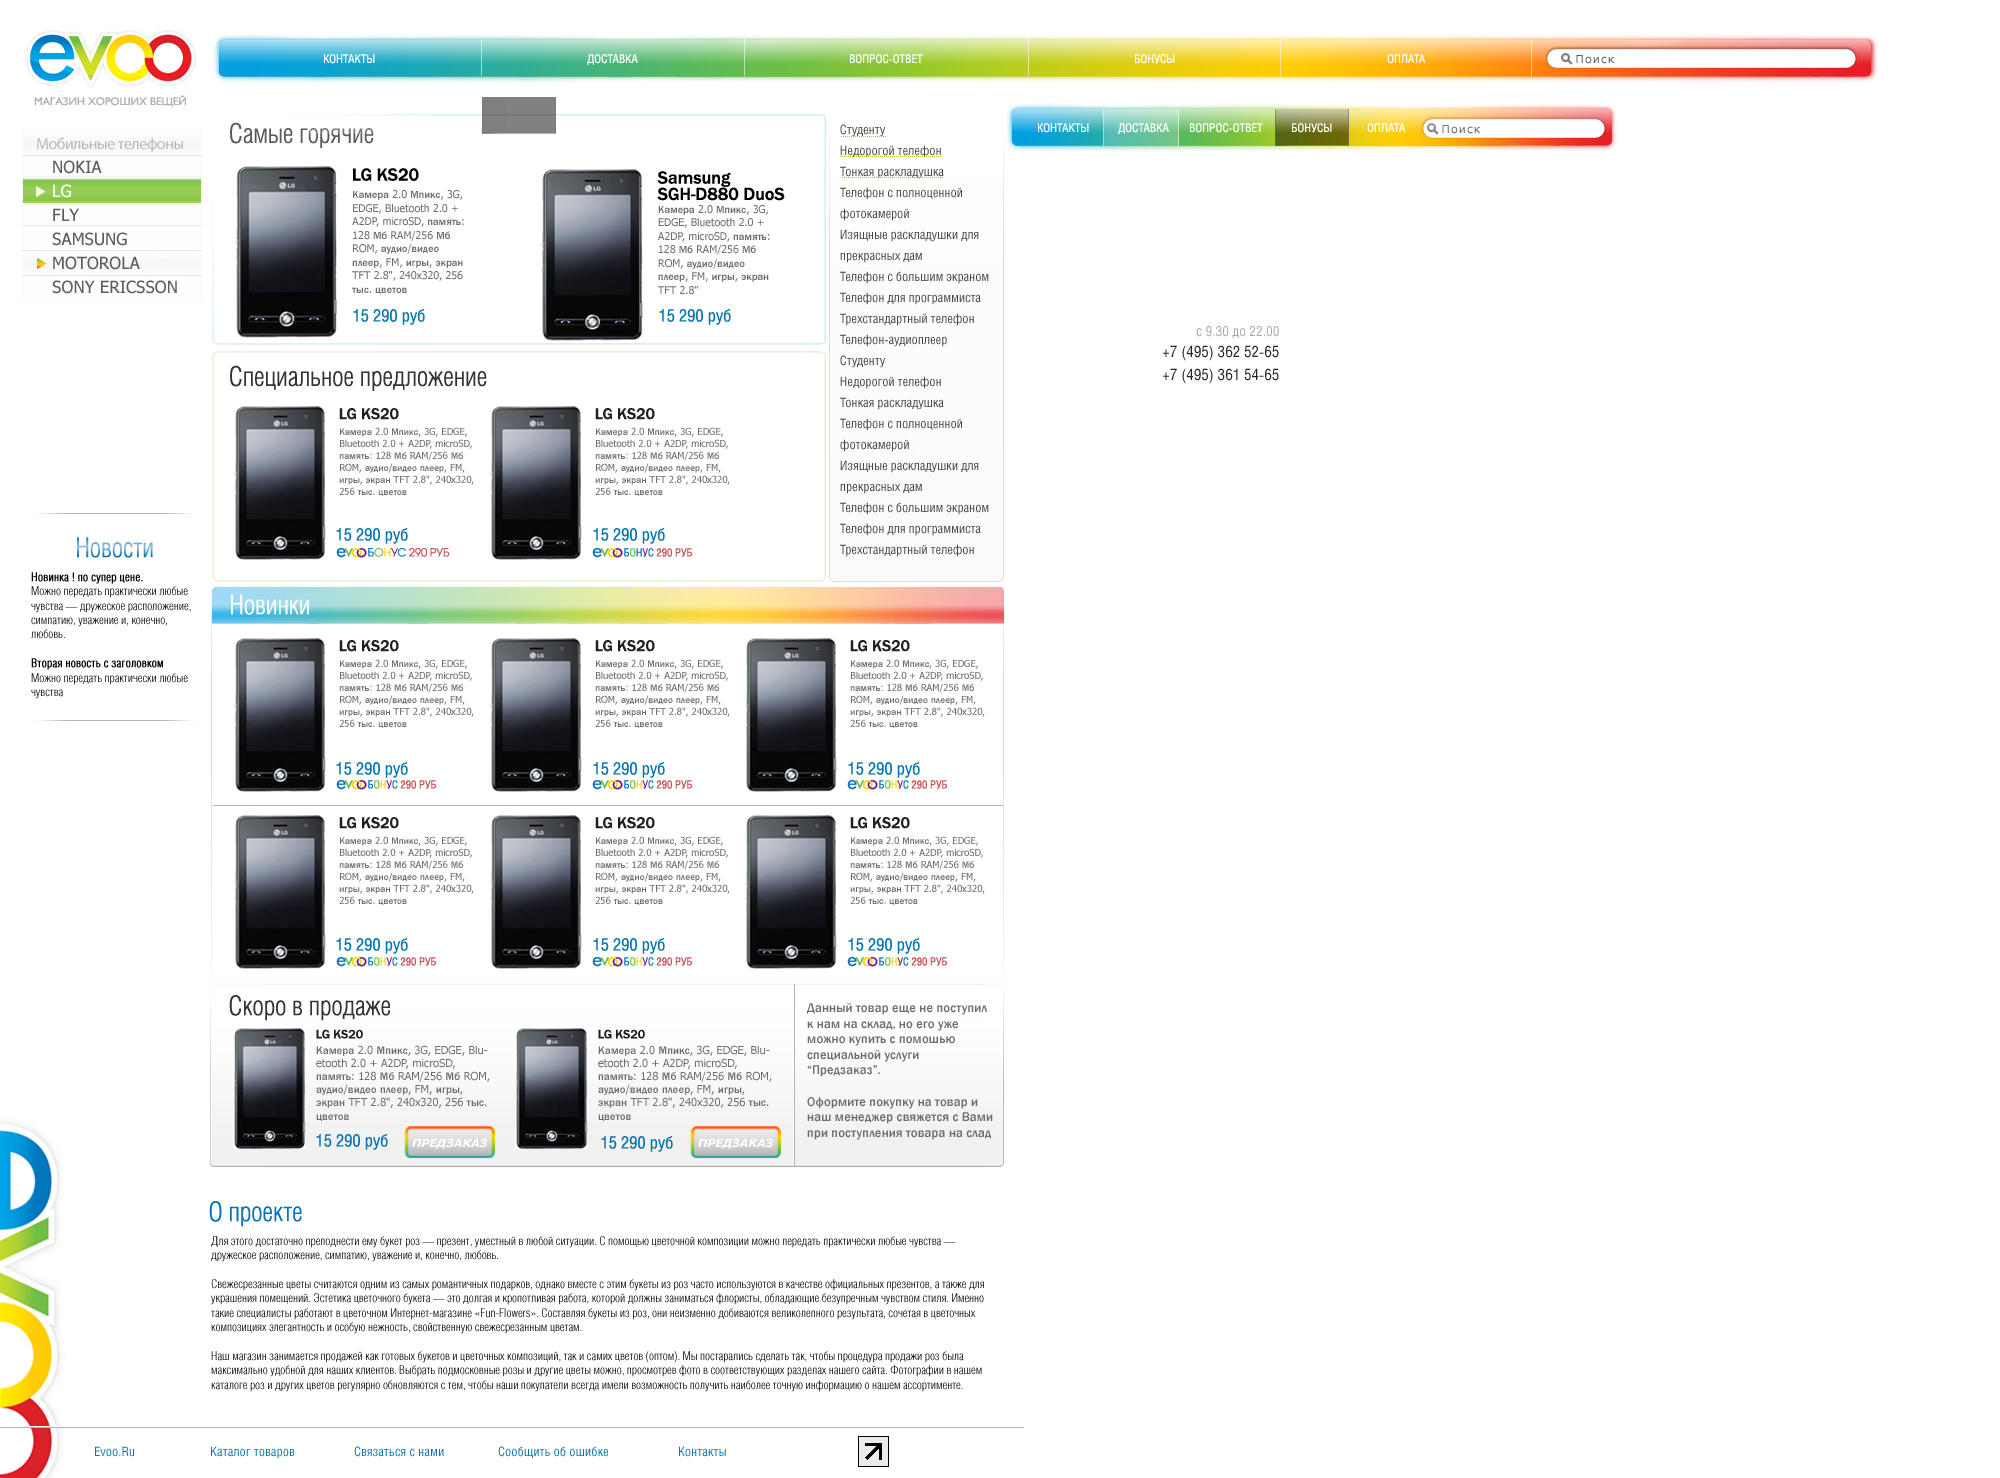 evoo
МАГАЗИН ХОРОШИХ ВЕЩЕЙ
КОНТАКТЫ
ДОСТАВКА
ВОПРОС-ОТВЕТ
БОНУСЫ
ОПЛАТА
Поиск
Мобильные телефоны
NOKIA
LG
FLY
SAMSUNG
MOTOROLA
SONY ERICSSON
Новости
Новинка ! по супер цене.
Можно передать практически любые
чувства — дружеское расположение,
симпатию, уважение и, конечно,
любовь.
Вторая новость с заголовком
Можно передать практически любые
чувства
Самые горячие
LG KS20
Камера 2.0 Мпикс, 3G,
EDGE, Bluetooth 2.0 +
A2DP, microSD, память:
128 Мб RAM/256 Мб
ROM, аудио/видео
плеер, FM, игры, экран
TFT 2.8", 240x320, 256
тыс. цветов
15 290 руб
Samsung
SGH-D880 DuoS
Камера 2.0 Мпикс, 3G,
EDGE, Bluetooth 2.0 +
A2DP, microSD, память:
128 Мб RAM/256 Мб
ROM, аудио/видео
плеер, FM, игры, экран
TFT 2.8"
15 290 руб
Студенту
Недорогой телефон
Тонкая раскладушка
Телефон с полноценной
фотокамерой
Изящные раскладушки для
прекрасных дам
Телефон с большим экраном
Телефон для программиста
Трехстандартный телефон
Телефон-аудиоплеер
Студенту
Недорогой телефон
Тонкая раскладушка
Телефон с полноценной
фотокамерой
Изящные раскладушки для
прекрасных дам
Телефон с большим экраном
Телефон для программиста
Трехстандартный телефон
КОНТАКТЫ
ДОСТАВКА
ВОПРОС-ОТВЕТ
БОНУСЫ
ОПЛАТА
Поиск
с 9.30 до 22.00
+7 (495) 362 52-65
+7 (495) 361 54-65
Специальное предложение
LG KS20
Камера 2.0 Мпикс, 3G, EDGE,
Bluetooth 2.0 + A2DP, microSD,
память: 128 Мб RAM/256 Мб
ROM, аудио/видео плеер, FM,
игры, экран TFT 2.8", 240x320,
256 тыс. цветов
15 290 руб
evooБОНУС 290 РУБ
LG KS20
Камера 2.0 Мпикс, 3G, EDGE,
Bluetooth 2.0 + A2DP, microSD,
память: 128 Мб RAM/256 Мб
ROM, аудио/видео плеер, FM,
игры, экран TFT 2.8", 240x320,
256 тыс. цветов
15 290 руб
evooБОНУС 290 РУБ
Новинки
LG KS20
Камера 2.0 Мпикс, 3G, EDGE,
Bluetooth 2.0 + A2DP, microSD,
память: 128 Мб RAM/256 Мб
ROM, аудио/видео плеер, FM,
игры, экран TFT 2.8", 240x320,
256 тыс. цветов
15 290 руб
evooБОНУС 290 РУБ
LG KS20
Камера 2.0 Мпикс, 3G, EDGE,
Bluetooth 2.0 + A2DP, microSD,
память: 128 Мб RAM/256 Мб
ROM, аудио/видео плеер, FM,
игры, экран TFT 2.8", 240x320,
256 тыс. цветов
15 290 руб
evooБОНУС 290 РУБ
LG KS20
Камера 2.0 Мпикс, 3G, EDGE,
Bluetooth 2.0 + A2DP, microSD,
память: 128 Мб RAM/256 Мб
ROM, аудио/видео плеер, FM,
игры, экран TFT 2.8", 240x320,
256 тыс. цветов
15 290 руб
evooБОНУС 290 РУБ
LG KS20
Камера 2.0 Мпикс, 3G, EDGE,
Bluetooth 2.0 + A2DP, microSD,
память: 128 Мб RAM/256 Мб
ROM, аудио/видео плеер, FM,
игры, экран TFT 2.8", 240x320,
256 тыс. цветов
15 290 руб
evooБОНУС 290 РУБ
LG KS20
Камера 2.0 Мпикс, 3G, EDGE,
Bluetooth 2.0 + A2DP, microSD,
память: 128 Мб RAM/256 Мб
ROM, аудио/видео плеер, FM,
игры, экран TFT 2.8", 240x320,
256 тыс. цветов
15 290 руб
evooБОНУС 290 РУБ
LG KS20
Камера 2.0 Мпикс, 3G, EDGE,
Bluetooth 2.0 + A2DP, microSD,
память: 128 Мб RAM/256 Мб
ROM, аудио/видео плеер, FM,
игры, экран TFT 2.8", 240x320,
256 тыс. цветов
15 290 руб
evooБОНУС 290 РУБ
Скоро в продаже
LG KS20
Камера 2.0 Мпикс, 3G, EDGE, Blu-
etooth 2.0 + A2DP, microSD,
память: 128 Мб RAM/256 Мб ROM,
аудио/видео плеер, FM, игры,
экран TFT 2.8", 240x320, 256 тыс.
цветов
15 290 руб
ПРЕДЗАКАЗ
LG KS20
Камера 2.0 Мпикс, 3G, EDGE, Blu-
etooth 2.0 + A2DP, microSD,
память: 128 Мб RAM/256 Мб ROM,
аудио/видео плеер, FM, игры,
экран TFT 2.8", 240x320, 256 тыс.
цветов
15 290 руб
ПРЕДЗАКАЗ
Данный товар еще не поступил
к нам на склад, но его уже
можно купить с помошью
специальной услуги
“Предзаказ”.
Оформите покупку на товар и
наш менеджер свяжется с Вами
при поступления товара на слад
О проекте
Для этого достаточно преподнести ему букет роз — презент, уместный в любой ситуации. С помощью цветочной композиции можно передать практически любые чувства —
дружеское расположение, симпатию, уважение и, конечно, любовь.
Свежесрезанные цветы считаются одним из самых романтичных подарков, однако вместе с этим букеты из роз часто используются в качестве официальных презентов, а также для
украшения помещений. Эстетика цветочного букета — это долгая и кропотливая работа, которой должны заниматься флористы, обладающие безупречным чувством стиля. Именно
такие специалисты работают в цветочном Интернет-магазине «Fun-Flowers». Составляя букеты из роз, они неизменно добиваются великолепного результата, сочетая в цветочных
композициях элегантность и особую нежность, свойственную свежесрезанным цветам.
Наш магазин занимается продажей как готовых букетов и цветочных композиций, так и самих цветов (оптом). Мы постарались сделать так, чтобы процедура продажи роз была
максимально удобной для наших клиентов. Выбрать подмосковные розы и другие цветы можно, просмотрев фото в соответствующих разделах нашего сайта. Фотографии в нашем
каталоге роз и других цветов регулярно обновляются с тем, чтобы наши покупатели всегда имели возможность получить наиболее точную информацию о нашем ассортименте.
Evoo.Ru
Каталог товаров
Связаться с нами
Сообщить об ошибке
Контакты